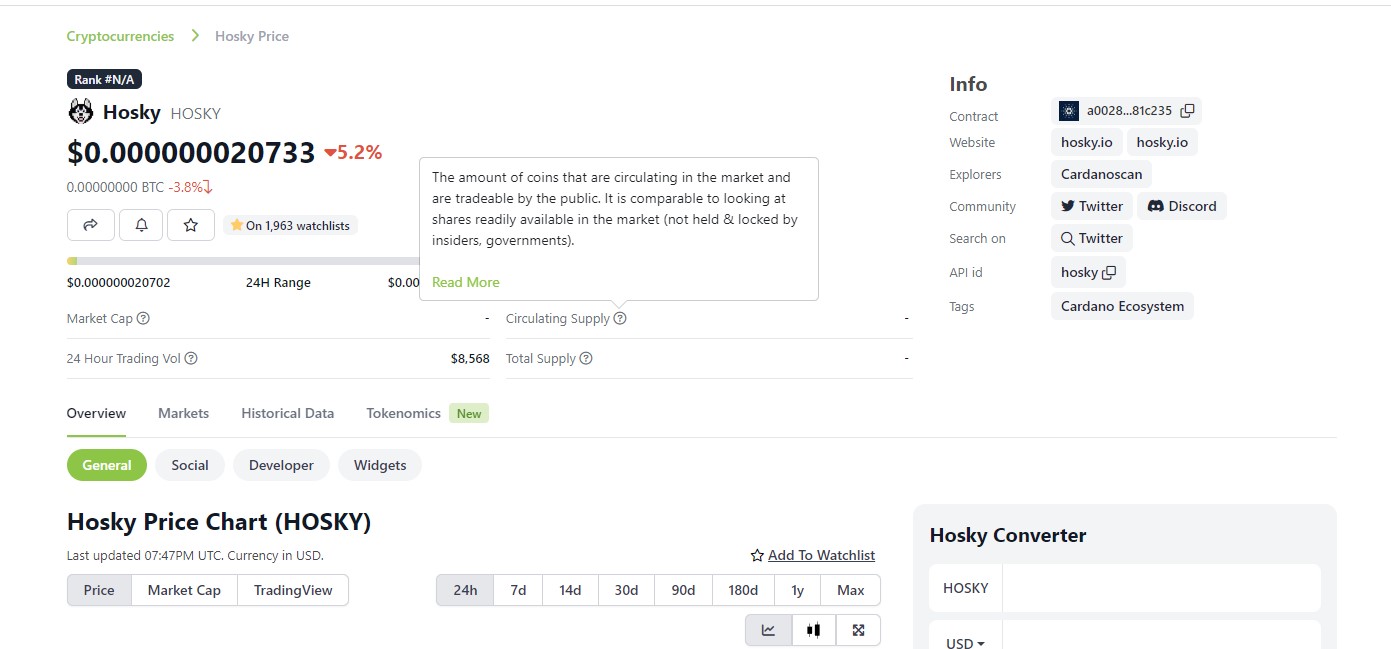 Cryptocurrencies > Hosky Price
Rank #N/A
Hosky HOSKY
$0.000000020733 5.2%
0.00000000 BTC -3.8%
On 1,963 watchlists
$0.000000020702 24H Range $0.00
The amount of coins that are circulating in the market and
are tradeable by the public. It is comparable to looking at
shares readily available in the market (not held & locked by
insiders, governments).
Read More
Market Cap ? -
Circulating Supply ? -
24 Hour Trading Vol ? $8,568
Total Supply ? -
Info
Contract a0028...81c235
Website hosky.io hosky.io
Explorers Cardanoscan
Community Twitter Discord
Search on Twitter
API id hosky
Tags Cardano Ecosystem
Overview Markets Historical Data Tokenomics New
General Social Developer Widgets
Hosky Price Chart (HOSKY)
Last updated 07:47PM UTC. Currency in USD.
Add To Watchlist
Price Market Cap TradingView
24h 7d 14d 30d 90d 180d 1y Max
Hosky Converter
HOSKY
USD